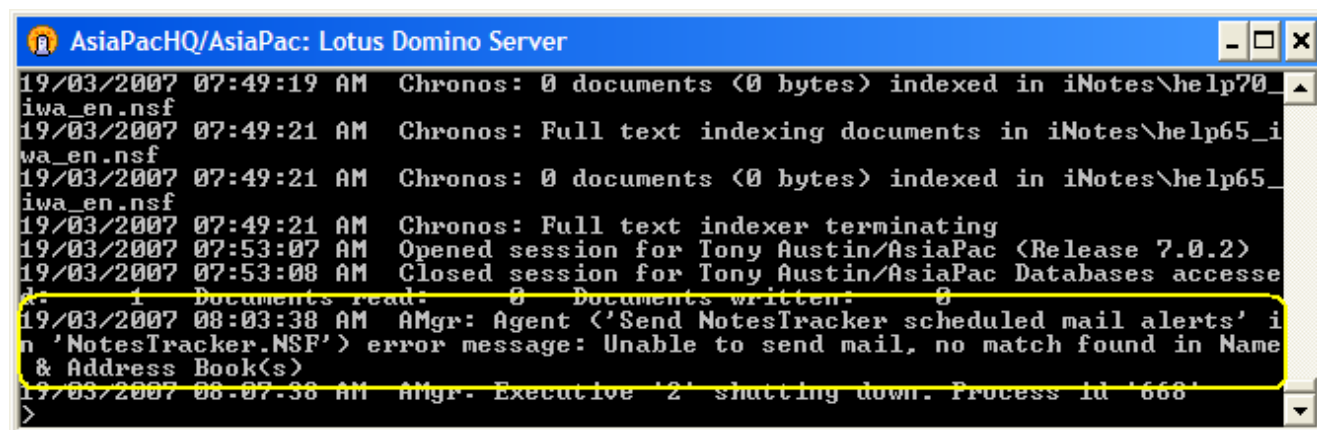 AsiaPacHQ/AsiaPac: Lotus Domino Server
19/03/2007 07:49:19 AM  Chronos: 0 documents (0 bytes) indexed in iNotes\help70_
iwa_en.nsf
19/03/2007 07:49:21 AM  Chronos: Full text indexing documents in iNotes\help65_i
wa_en.nsf
19/03/2007 07:49:21 AM  Chronos: 0 documents (0 bytes) indexed in iNotes\help65_
iwa_en.nsf
19/03/2007 07:49:21 AM  Chronos: Full text indexer terminating
19/03/2007 07:53:07 AM  Opened session for Tony Austin/AsiaPac (Release 7.0.2)
19/03/2007 07:53:08 AM  Closed session for Tony Austin/AsiaPac Databases accesse
d:     1   Documents read:     0   Documents written:     0
19/03/2007 08:03:38 AM  AMgr: Agent ('Send NotesTracker scheduled mail alerts' i
n 'NotesTracker.NSF') error message: Unable to send mail, no match found in Name
 & Address Book(s)
19/03/2007 08:07:38 AM  AMgr: Executive '2' shutting down. Process id '668'
>